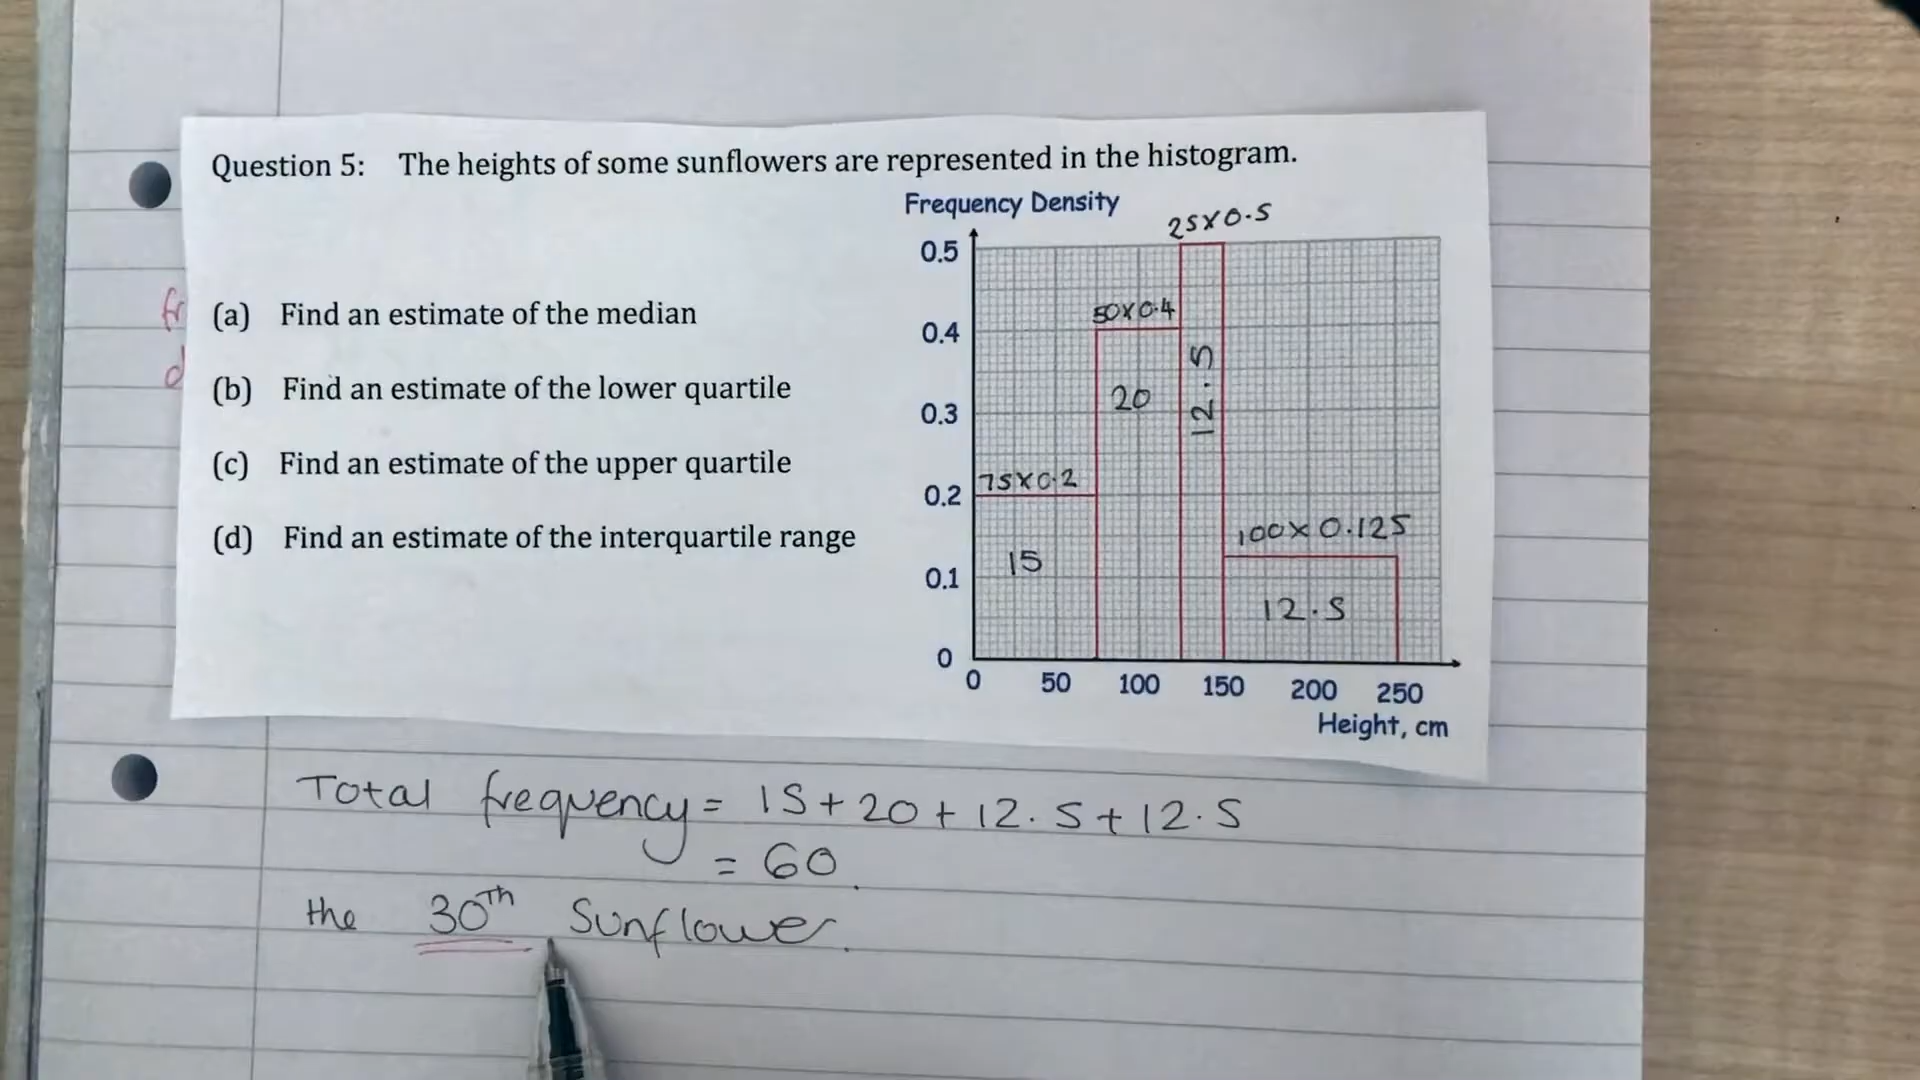 Question 5: The heights of some sunflowers are represented in the histogram.
Frequency Density
25×0.5
0.5
(a) Find an estimate of the median
50×0.4
0.4
(b) Find an estimate of the lower quartile
20
12.5
0.3
(c) Find an estimate of the upper quartile
75×0.2
0.2
(d) Find an estimate of the interquartile range
100×0.125
15
0.1
12.5
0
0 50 100 150 200 250
Height, cm
Total frequency = 15+20+12.5+12.5
= 60.
the 30Th Sunflower.